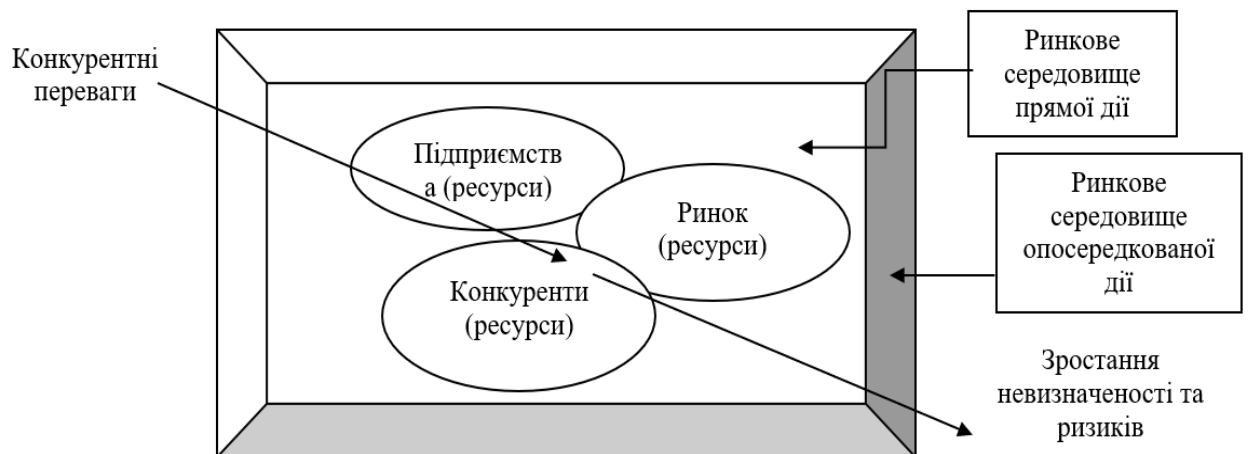 Конкурентні
переваги
Підприємств
а (ресурси)
Ринок
(ресурси)
Конкуренти
(ресурси)
Ринкове
середовище
прямої дії
Ринкове
середовище
опосередкованої
дії
Зростання
невизначеності та
ризиків